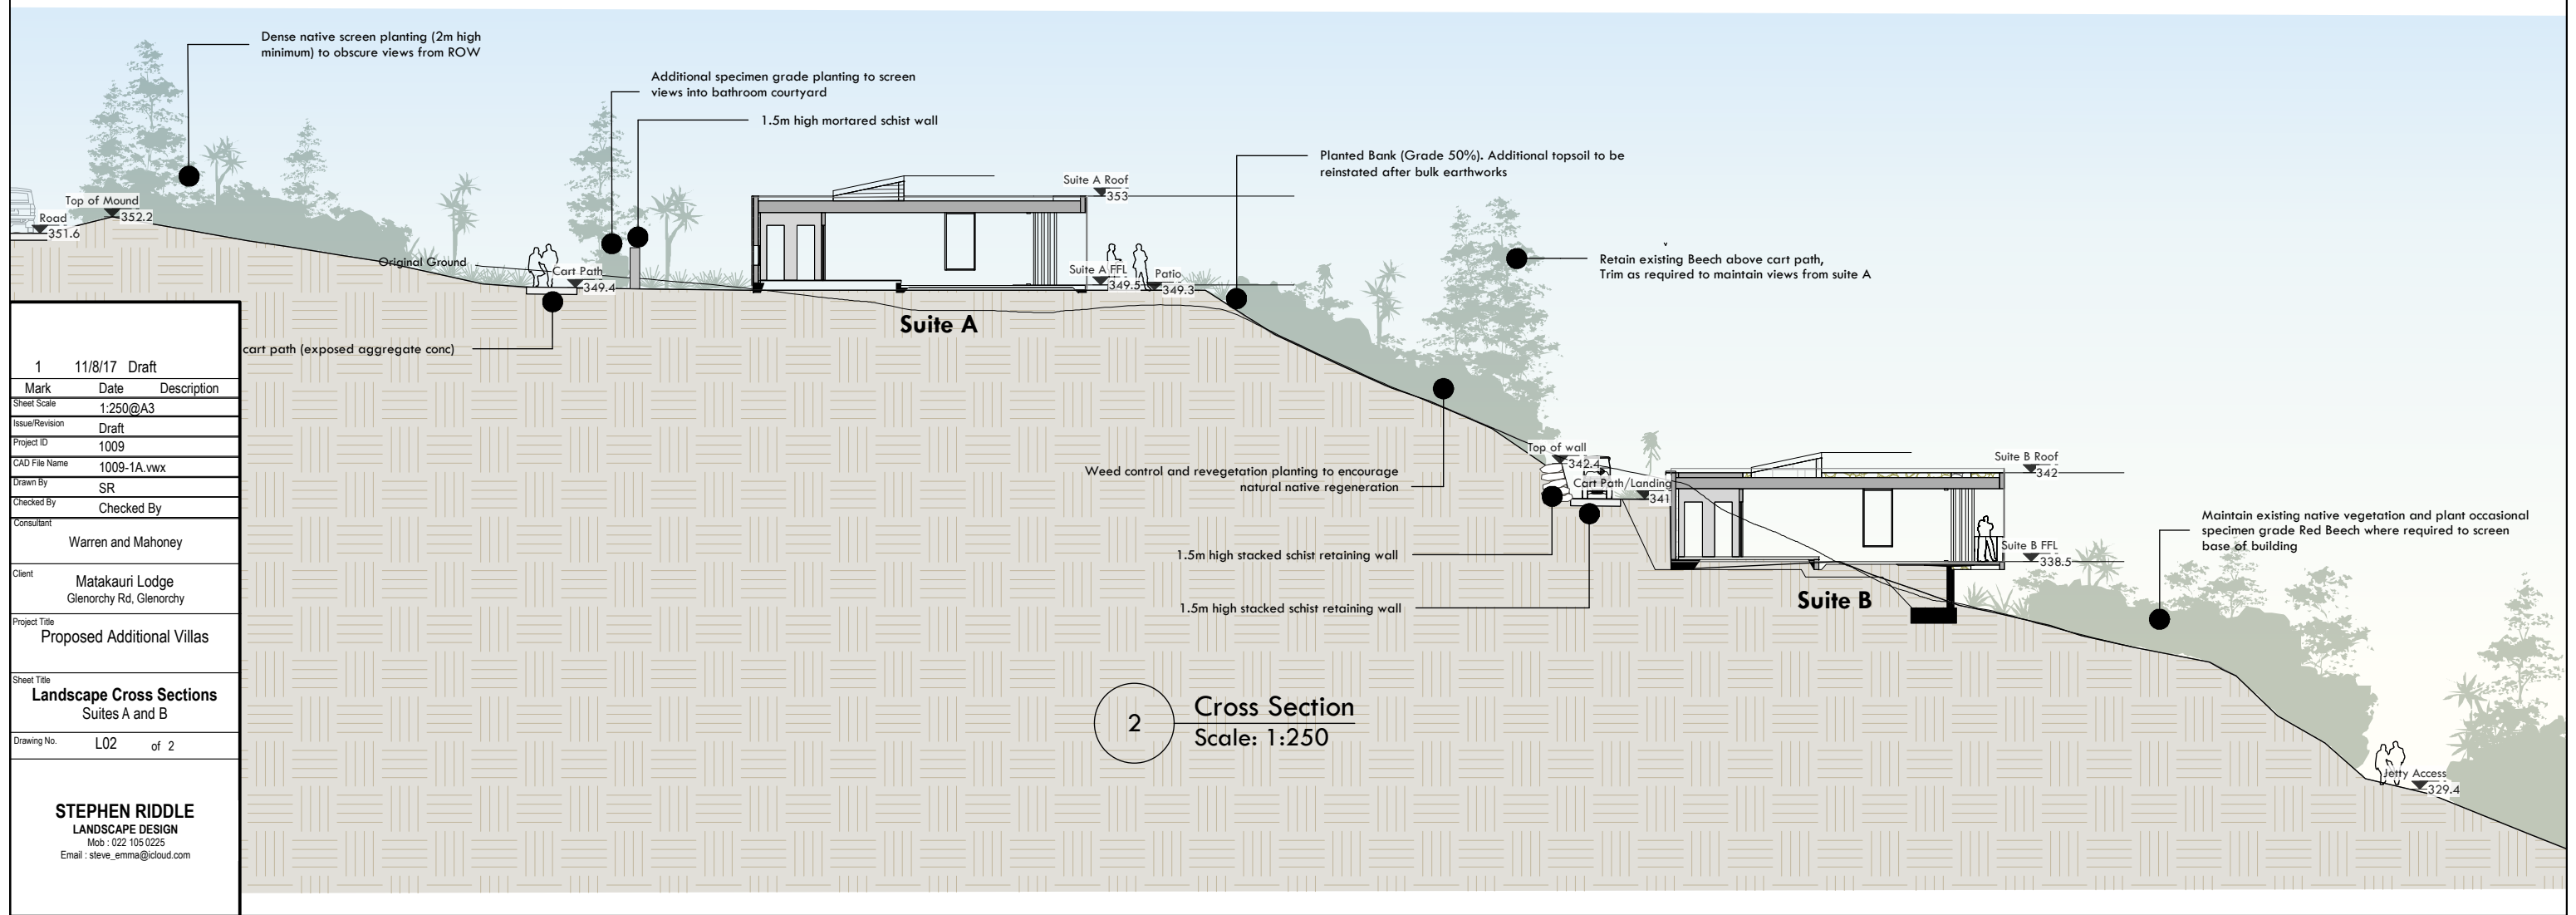 Dense native screen planting (2m high
minimum) to obscure views from ROW
Additional specimen grade planting to screen
views into bathroom courtyard
1.5m high mortared schist wall
Planted Bank (Grade 50%). Additional topsoil to be
reinstated after bulk earthworks
Suite A Roof
353
Top of Mound
352.2
Road
351.6
Retain existing Beech above cart path,
Trim as required to maintain views from suite A
Original Ground
Cart Path
349.4
Suite A FFL
349.5
Patio
349.3
Suite A
cart path (exposed aggregate conc)
Top of wall
342.4
Cart Path/Landing
341
Suite B Roof
342
Weed control and revegetation planting to encourage
natural native regeneration
Maintain existing native vegetation and plant occasional
specimen grade Red Beech where required to screen
base of building
1.5m high stacked schist retaining wall
Suite B FFL
338.5
1.5m high stacked schist retaining wall
Suite B
2
Cross Section
Scale: 1:250
Jetty Access
329.4
1 11/8/17 Draft
Mark Date Description
Sheet Scale 1:250@A3
Issue/Revision Draft
Project ID 1009
CAD File Name 1009-1A.vwx
Drawn By SR
Checked By Checked By
Consultant
Warren and Mahoney
Client
Matakauri Lodge
Glenorchy Rd, Glenorchy
Project Title
Proposed Additional Villas
Sheet Title
Landscape Cross Sections
Suites A and B
Drawing No. L02 of 2
STEPHEN RIDDLE
LANDSCAPE DESIGN
Mob : 022 105 0225
Email : steve_emma@icloud.com